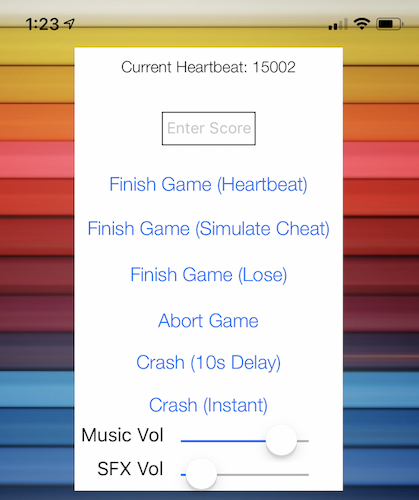 1:23
Current Heartbeat: 15002
Enter Score
Finish Game (Heartbeat)
Finish Game (Simulate Cheat)
Finish Game (Lose)
Abort Game
Crash (10s Delay)
Crash (Instant)
Music Vol
SFX Vol